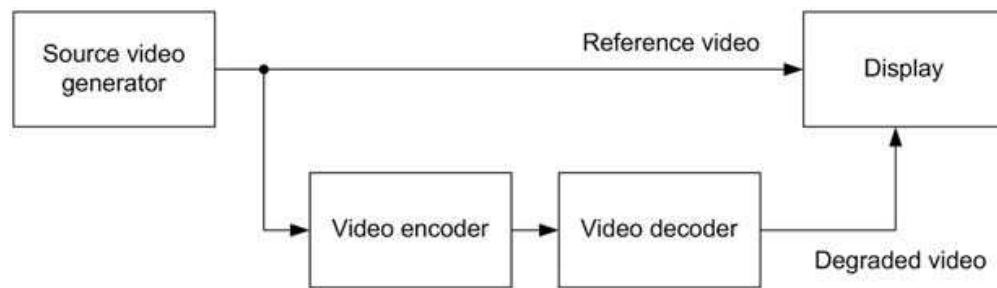 Source video
generator
Reference video
Display
Video encoder
Video decoder
Degraded video